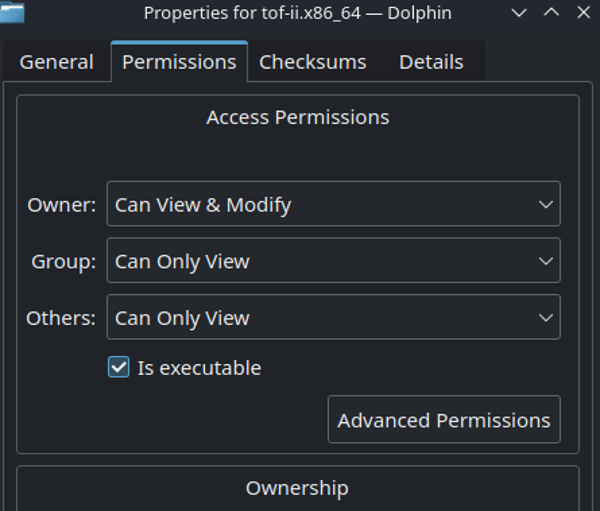 Properties for tof-ii.x86_64 — Dolphin
General Permissions Checksums Details
Access Permissions
Owner: Can View & Modify
Group: Can Only View
Others: Can Only View
Is executable
Advanced Permissions
Ownership